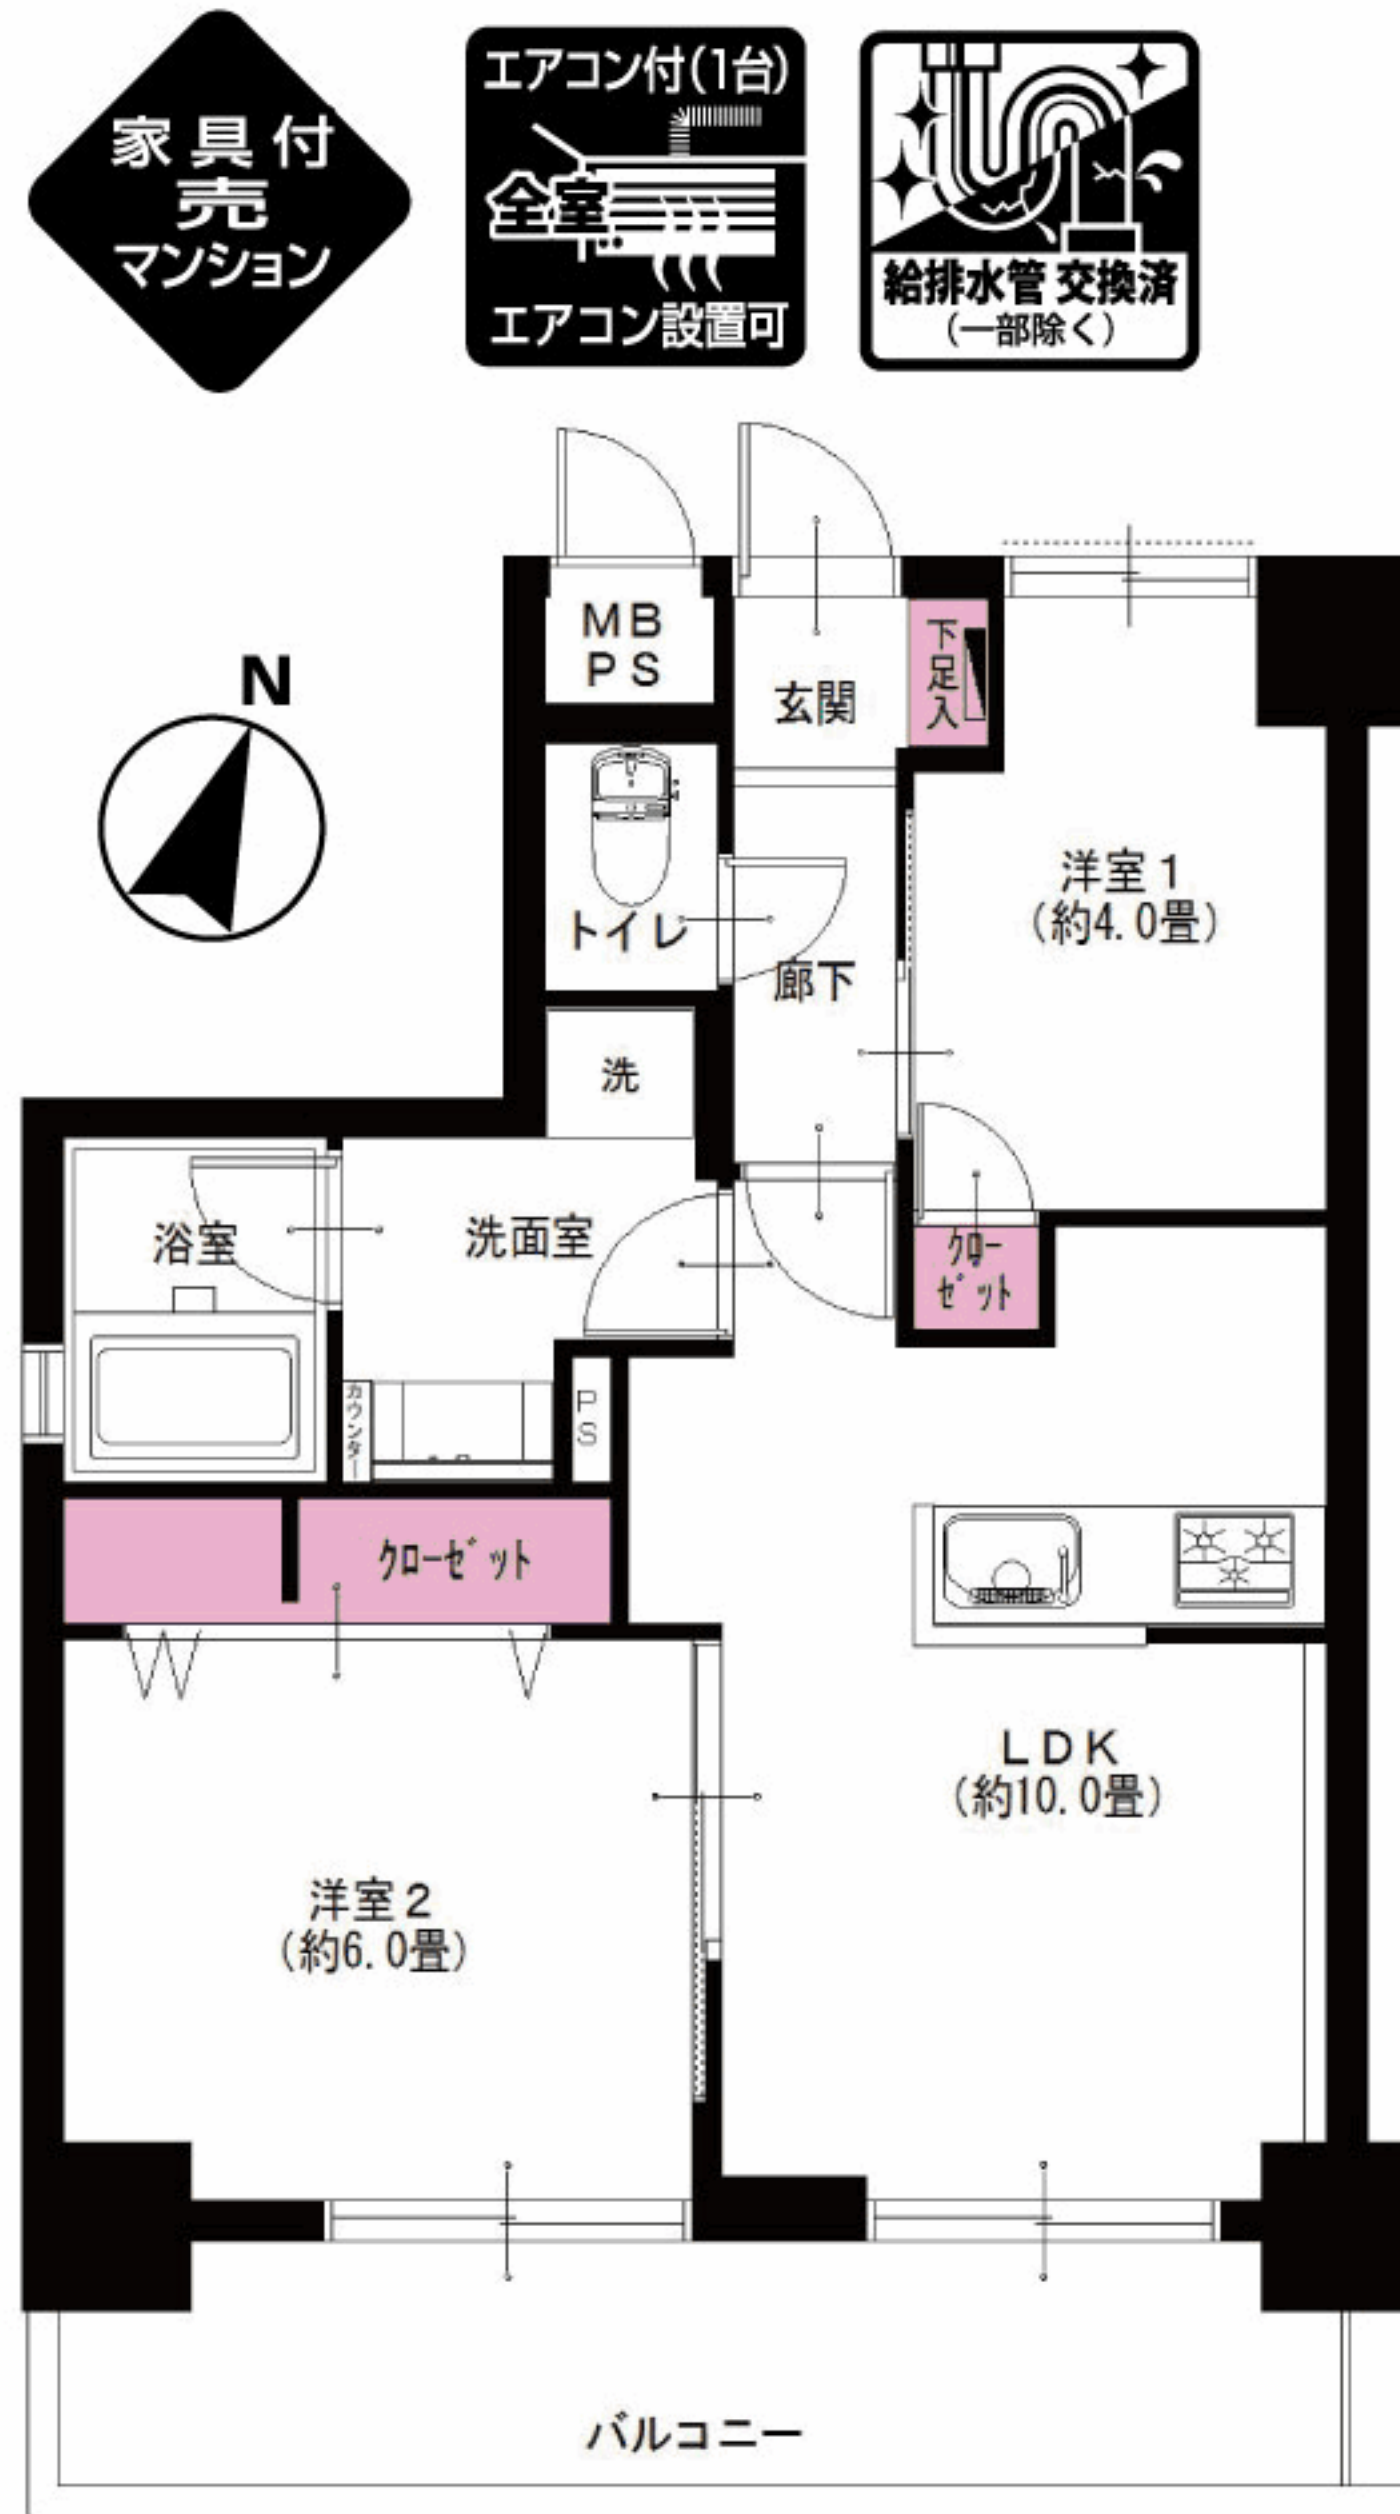 家具付
売
マンション
エアコン付(1台)
全室
エアコン設置可
給排水管 交換済
(一部除く)
N
MB
PS
玄関
下足入
洋室1
(約4.0畳)
トイレ
廊下
洗
浴室
洗面室
クロー
ゼット
カウンター
PS
クローゼット
LDK
(約10.0畳)
洋室2
(約6.0畳)
バルコニー